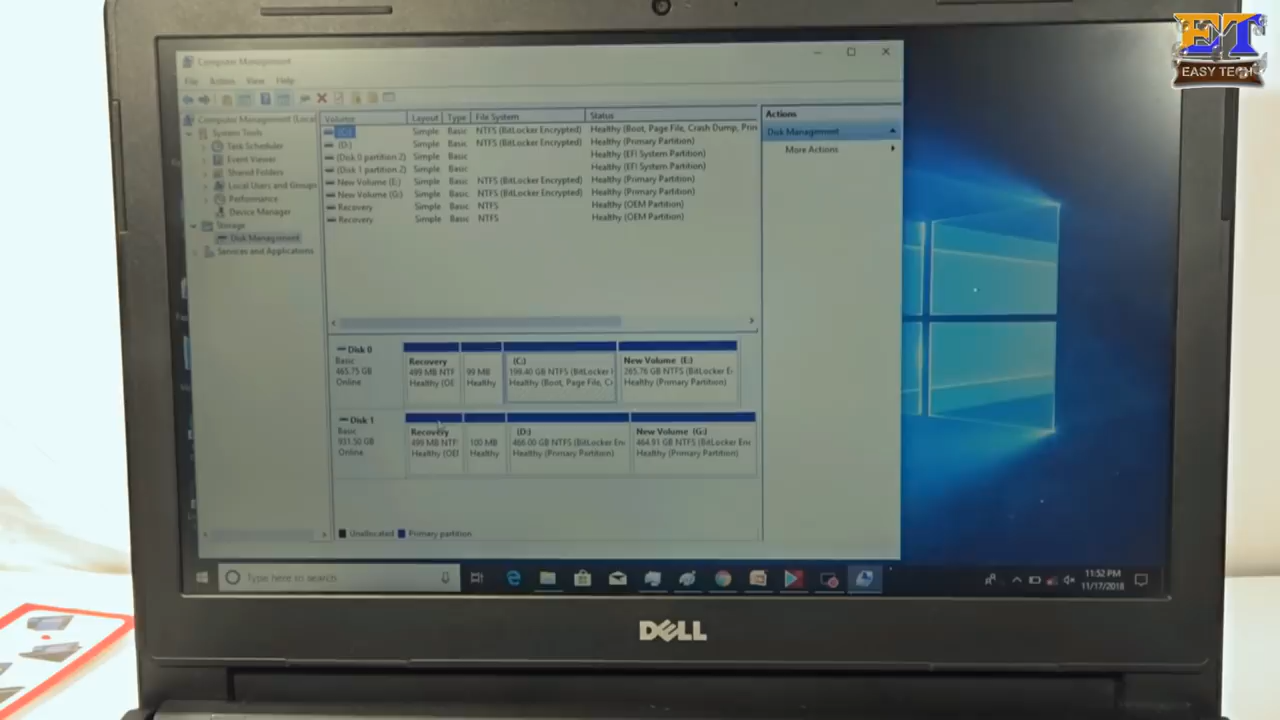 ET
EASY TECH
Computer Management
File Action View Help
Computer Management (Local
System Tools
Task Scheduler
Event Viewer
Shared Folders
Local Users and Groups
Performance
Device Manager
Storage
Disk Management
Services and Applications
Volume Layout Type File System Status
(C:) Simple Basic NTFS (BitLocker Encrypted) Healthy (Boot, Page File, Crash Dump, Prin
(D:) Simple Basic NTFS (BitLocker Encrypted) Healthy (Primary Partition)
(Disk 0 partition 2) Simple Basic Healthy (EFI System Partition)
(Disk 1 partition 2) Simple Basic Healthy (EFI System Partition)
New Volume (E:) Simple Basic NTFS (BitLocker Encrypted) Healthy (Primary Partition)
New Volume (G:) Simple Basic NTFS (BitLocker Encrypted) Healthy (Primary Partition)
Recovery Simple Basic NTFS Healthy (OEM Partition)
Recovery Simple Basic NTFS Healthy (OEM Partition)
Actions
Disk Management
More Actions
Disk 0
Basic
465.75 GB
Online
Recovery
499 MB NTF
Healthy (OE
99 MB
Healthy
(C:)
199.40 GB NTFS (BitLocker
Healthy (Boot, Page File, C
New Volume (E:)
265.76 GB NTFS (BitLocker E
Healthy (Primary Partition)
Disk 1
Basic
931.50 GB
Online
Recovery
499 MB NTF
Healthy (OE
100 MB
Healthy
(D:)
466.00 GB NTFS (BitLocker En
Healthy (Primary Partition)
New Volume (G:)
464.91 GB NTFS (BitLocker En
Healthy (Primary Partition)
Unallocated Primary partition
Type here to search
11:52 PM
11/17/2018
DELL